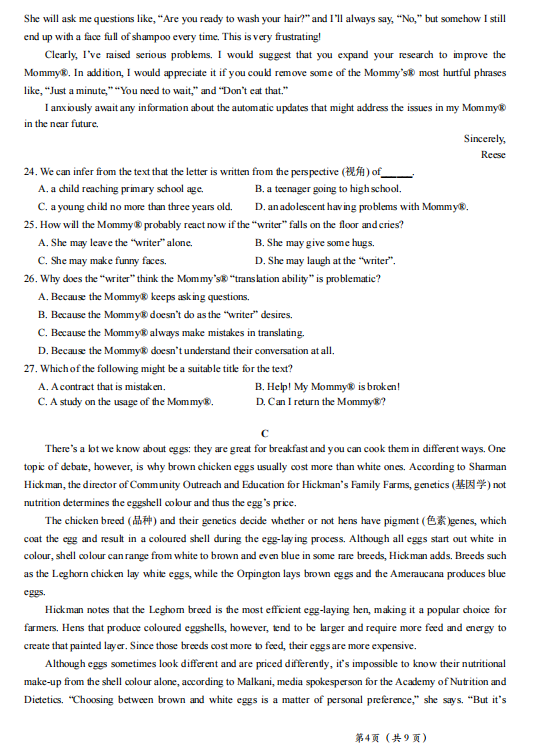 She will ask me questions like, “Are you ready to wash your hair?” and I’ll always say, “No,” but somehow I still
end up with a face full of shampoo every time. This is very frustrating!
Clearly, I’ve raised serious problems. I would suggest that you expand your research to improve the
Mommy®. In addition, I would appreciate it if you could remove some of the Mommy’s® most hurtful phrases
like, “Just a minute,” “You need to wait,” and “Don’t eat that.”
I anxiously await any information about the automatic updates that might address the issues in my Mommy®
in the near future.
Sincerely,
Reese
24. We can infer from the text that the letter is written from the perspective (视角) of______.
A. a child reaching primary school age. B. a teenager going to high school.
C. a young child no more than three years old. D. an adolescent having problems with Mommy®.
25. How will the Mommy® probably react now if the “writer” falls on the floor and cries?
A. She may leave the “writer” alone. B. She may give some hugs.
C. She may make funny faces. D. She may laugh at the “writer”.
26. Why does the “writer” think the Mommy’s® “translation ability” is problematic?
A. Because the Mommy® keeps asking questions.
B. Because the Mommy® doesn’t do as the “writer” desires.
C. Because the Mommy® always make mistakes in translating.
D. Because the Mommy® doesn’t understand their conversation at all.
27. Which of the following might be a suitable title for the text?
A. A contract that is mistaken. B. Help! My Mommy® is broken!
C. A study on the usage of the Mommy®. D. Can I return the Mommy®?
C
There’s a lot we know about eggs: they are great for breakfast and you can cook them in different ways. One
topic of debate, however, is why brown chicken eggs usually cost more than white ones. According to Sharman
Hickman, the director of Community Outreach and Education for Hickman’s Family Farms, genetics (基因学) not
nutrition determines the eggshell colour and thus the egg’s price.
The chicken breed (品种) and their genetics decide whether or not hens have pigment (色素)genes, which
coat the egg and result in a coloured shell during the egg-laying process. Although all eggs start out white in
colour, shell colour can range from white to brown and even blue in some rare breeds, Hickman adds. Breeds such
as the Leghorn chicken lay white eggs, while the Orpington lays brown eggs and the Ameraucana produces blue
eggs.
Hickman notes that the Leghorn breed is the most efficient egg-laying hen, making it a popular choice for
farmers. Hens that produce coloured eggshells, however, tend to be larger and require more feed and energy to
create that painted layer. Since those breeds cost more to feed, their eggs are more expensive.
Although eggs sometimes look different and are priced differently, it’s impossible to know their nutritional
make-up from the shell colour alone, according to Malkani, media spokesperson for the Academy of Nutrition and
Dietetics. “Choosing between brown and white eggs is a matter of personal preference,” she says. “But it’s
第4页（共9页）